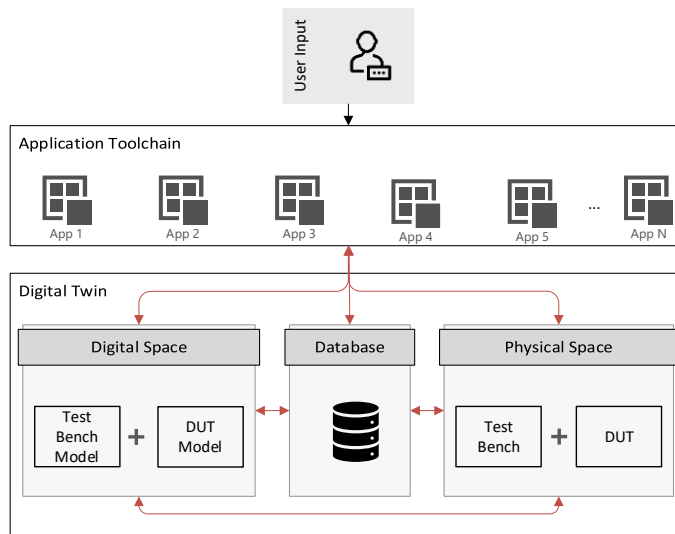 User Input
Application Toolchain
App 1
App 2
App 3
App 4
App 5
...
App N
Digital Twin
Digital Space
Database
Physical Space
Test
Bench
Model
+
DUT
Model
Test
Bench
+
DUT